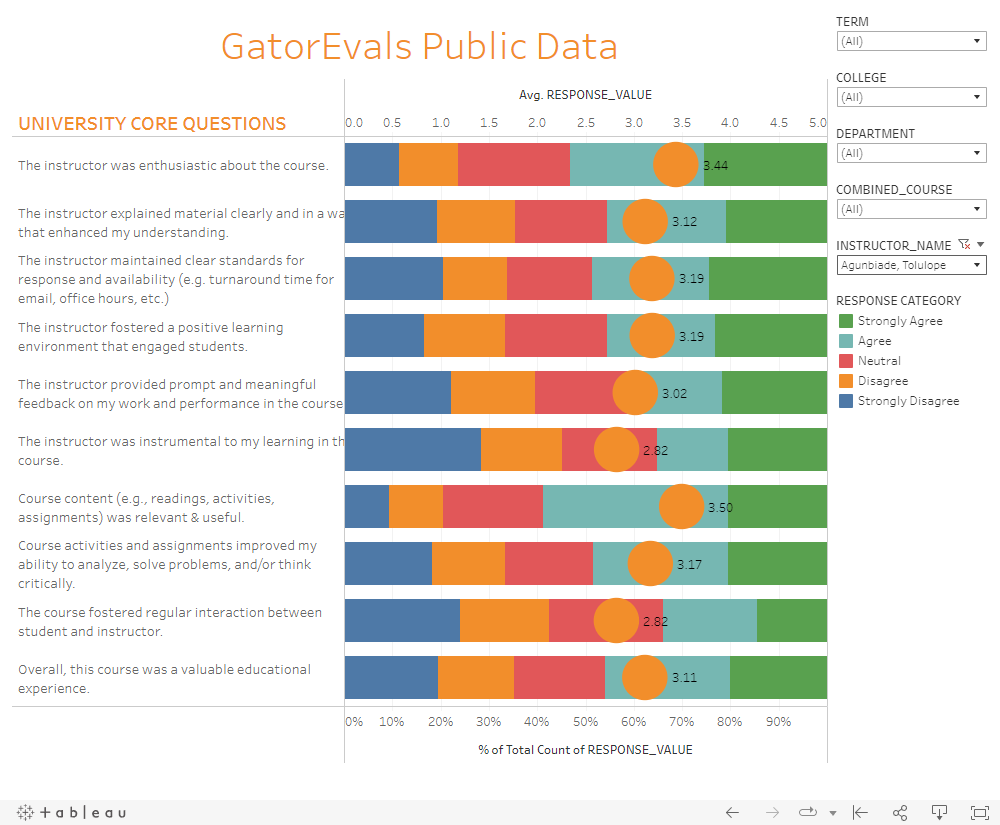 GatorEvals Public Data
Avg. RESPONSE_VALUE
UNIVERSITY CORE QUESTIONS
0.0 0.5 1.0 1.5 2.0 2.5 3.0 3.5 4.0 4.5 5.0
The instructor was enthusiastic about the course.
3.44
The instructor explained material clearly and in a wa
that enhanced my understanding.
3.12
The instructor maintained clear standards for
response and availability (e.g. turnaround time for
email, office hours, etc.)
3.19
The instructor fostered a positive learning
environment that engaged students.
3.19
The instructor provided prompt and meaningful
feedback on my work and performance in the course
3.02
The instructor was instrumental to my learning in th
course.
2.82
Course content (e.g., readings, activities,
assignments) was relevant & useful.
3.50
Course activities and assignments improved my
ability to analyze, solve problems, and/or think
critically.
3.17
The course fostered regular interaction between
student and instructor.
2.82
Overall, this course was a valuable educational
experience.
3.11
0% 10% 20% 30% 40% 50% 60% 70% 80% 90%
% of Total Count of RESPONSE_VALUE
TERM
(All)
COLLEGE
(All)
DEPARTMENT
(All)
COMBINED_COURSE
(All)
INSTRUCTOR_NAME
Agunbiade, Tolulope
RESPONSE CATEGORY
Strongly Agree
Agree
Neutral
Disagree
Strongly Disagree
+ableau